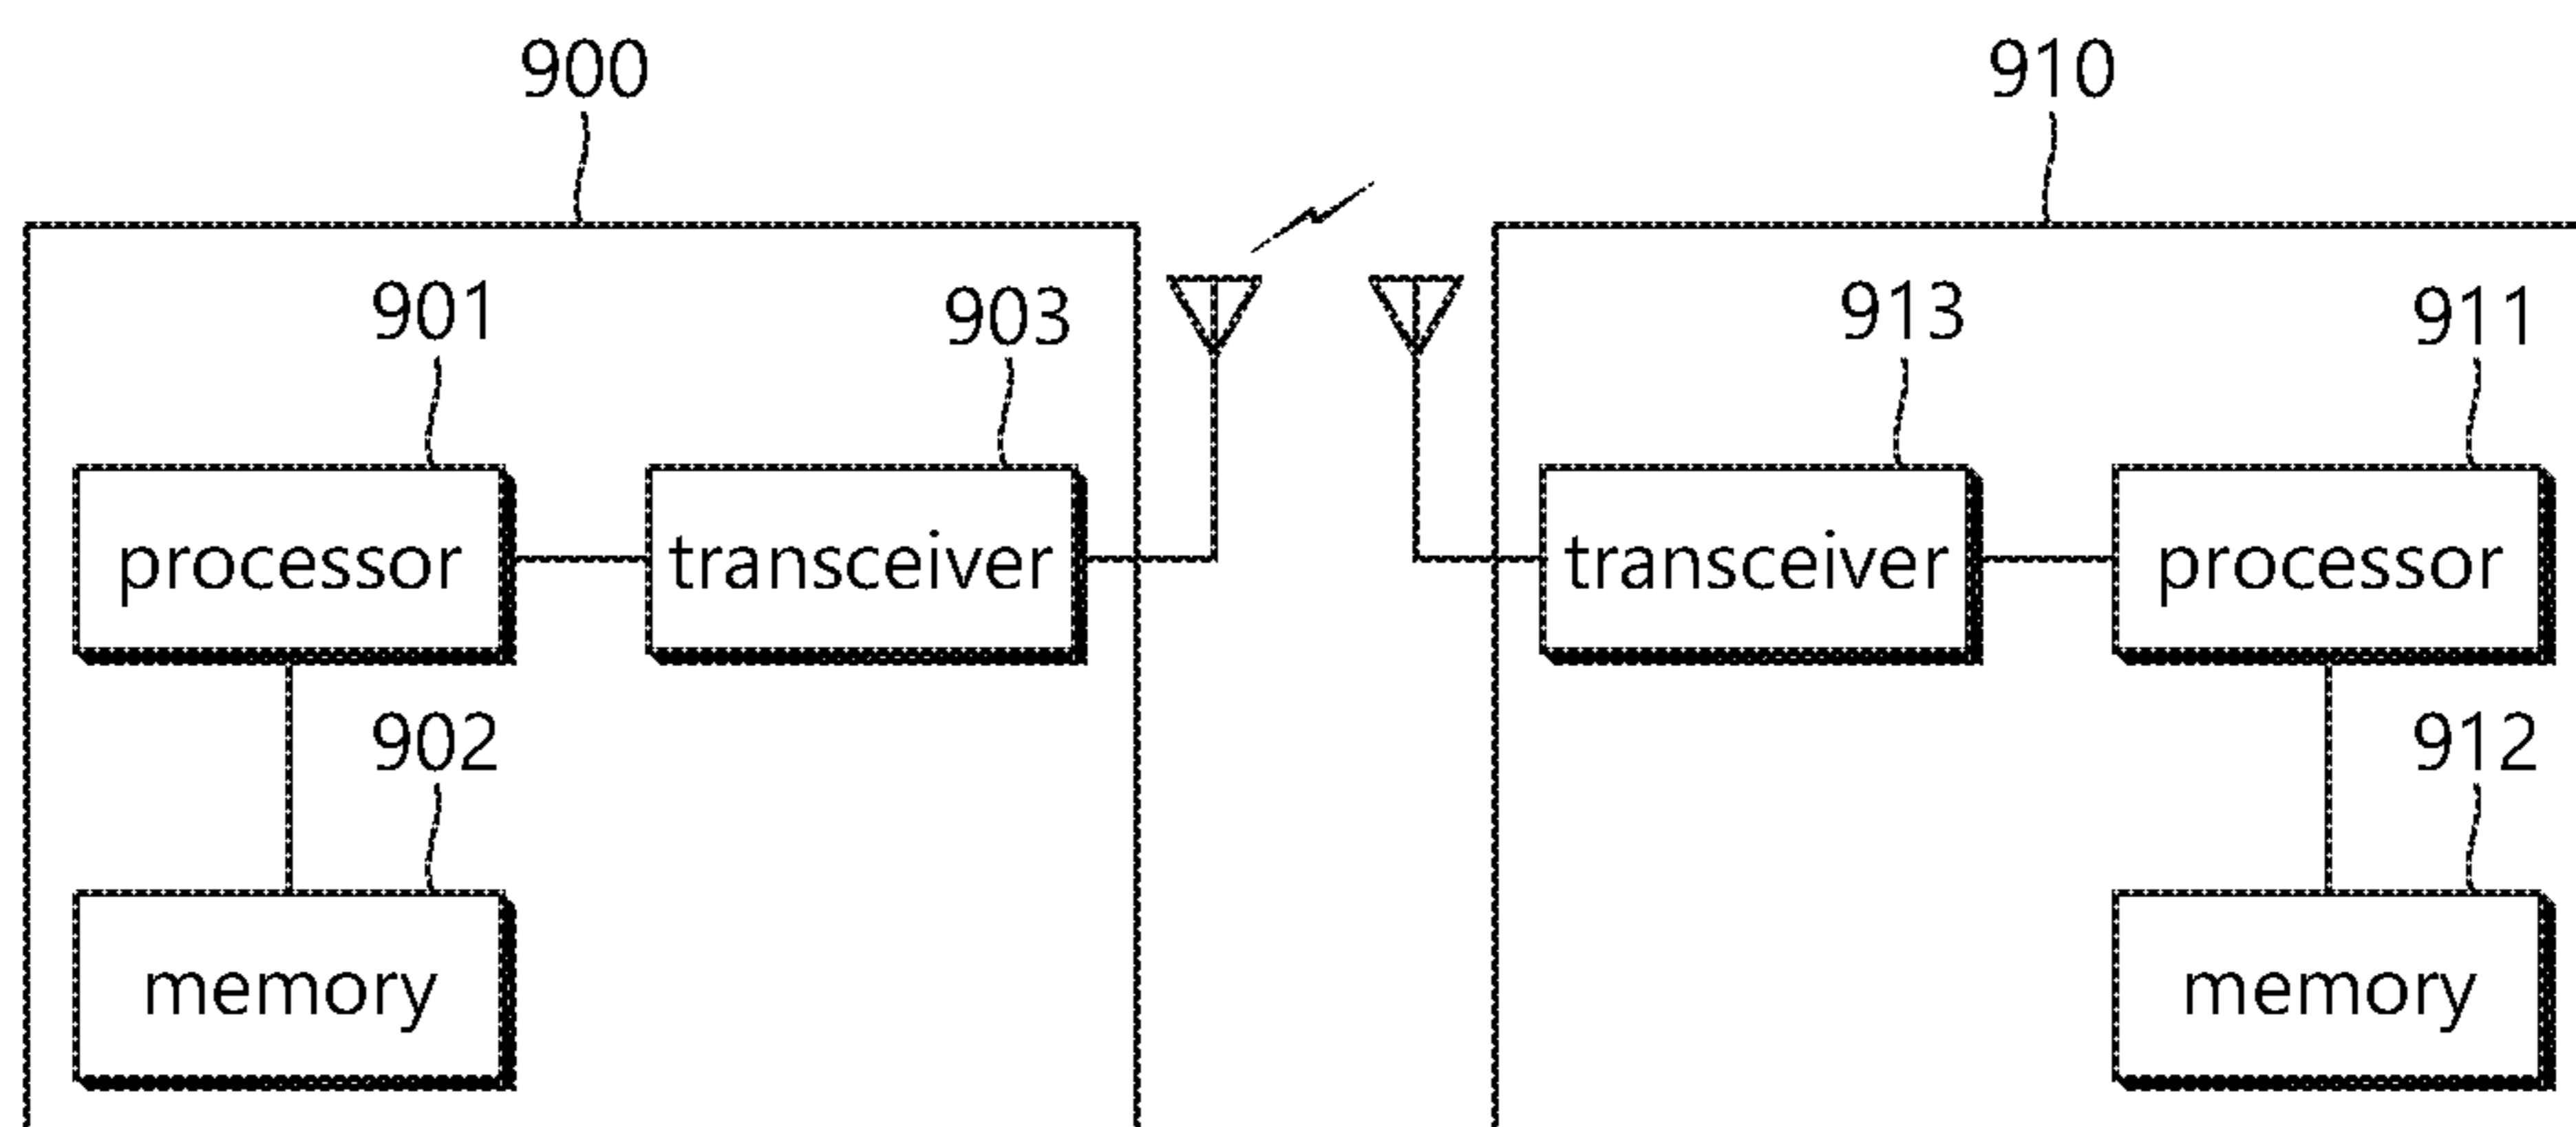 900 910
901 903 913 911
processor transceiver transceiver processor
902 912
memory memory